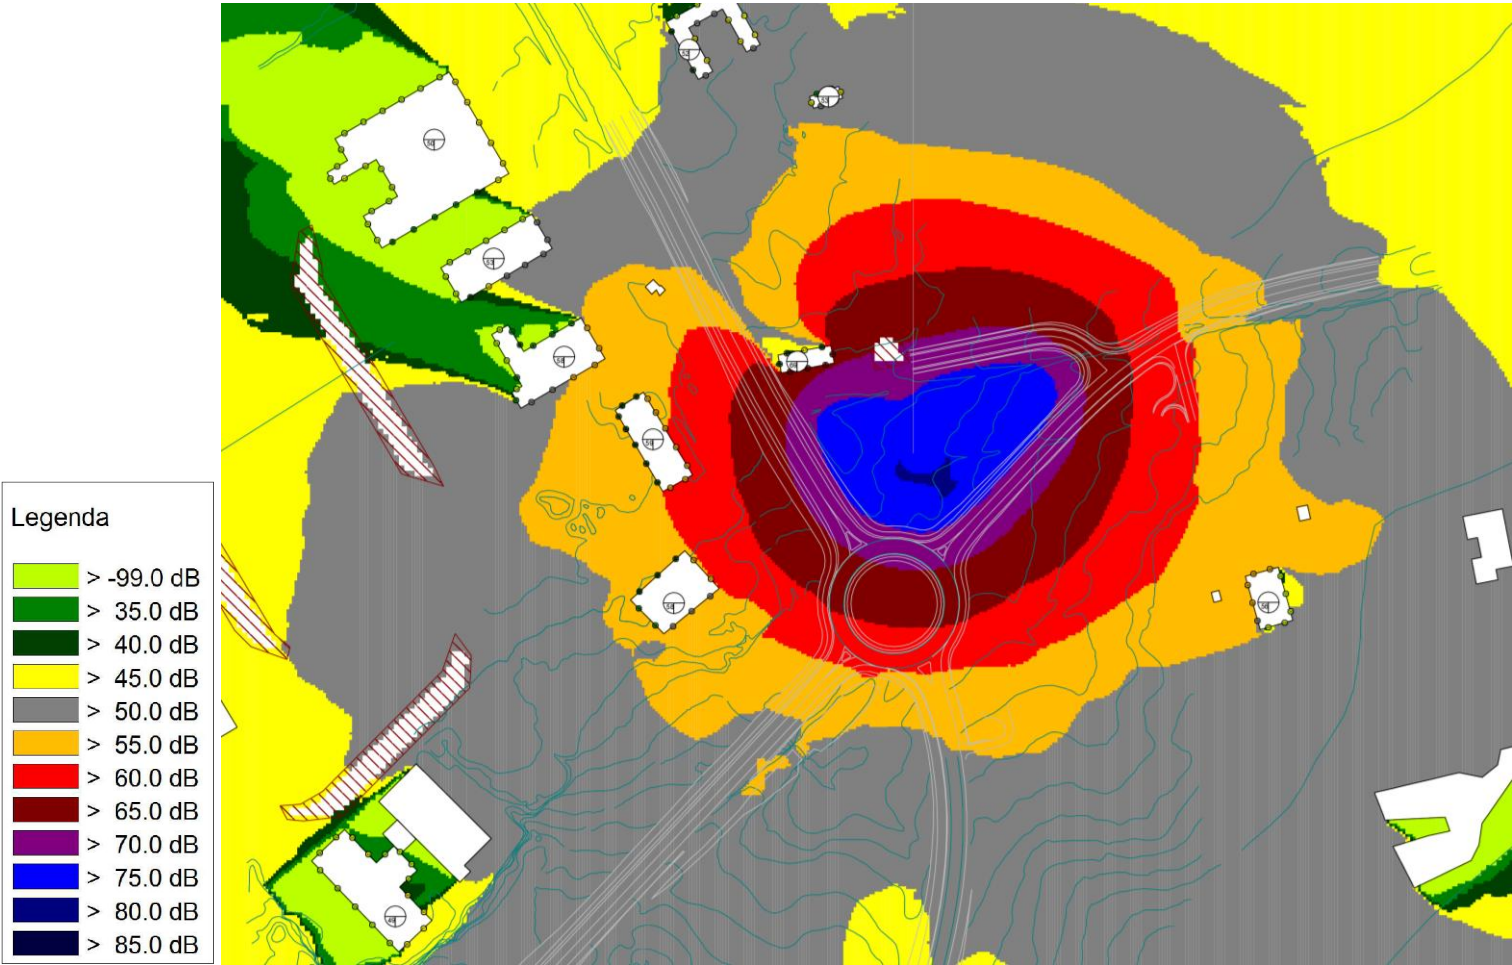 Legenda
> -99.0 dB
> 35.0 dB
> 40.0 dB
> 45.0 dB
> 50.0 dB
> 55.0 dB
> 60.0 dB
> 65.0 dB
> 70.0 dB
> 75.0 dB
> 80.0 dB
> 85.0 dB